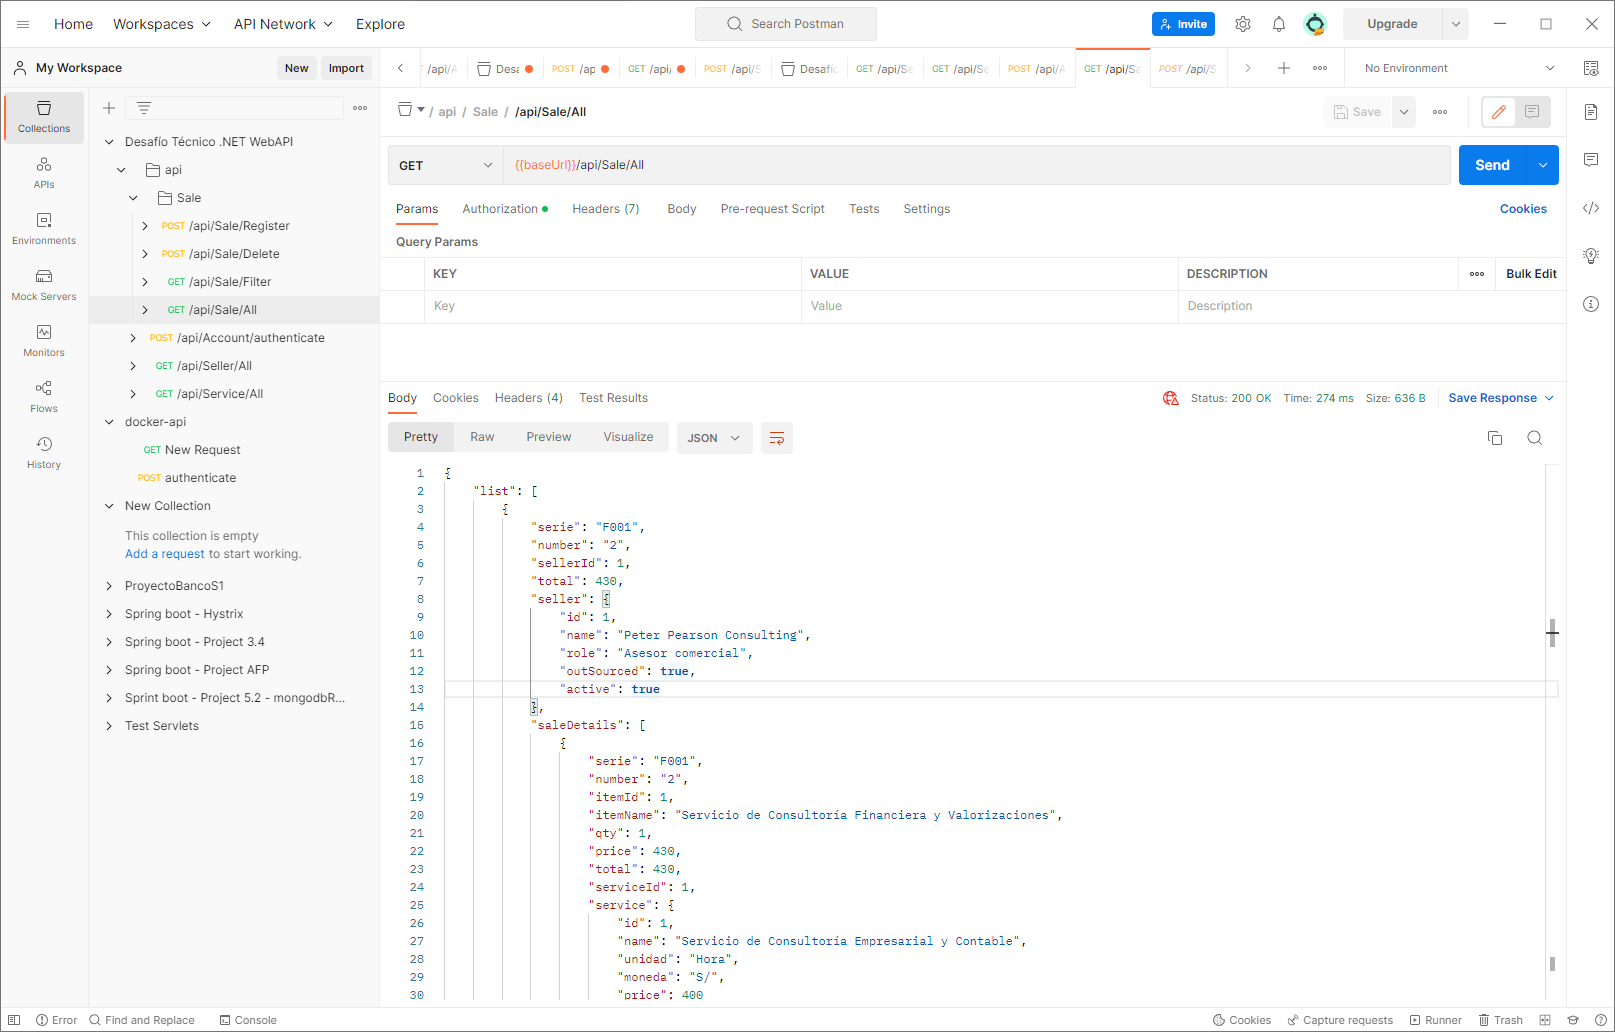 Home
Workspaces
API Network
Explore
Search Postman
Invite
Upgrade
My Workspace
New
Import
/api/
Desa
POST /ap
GET /api/
POST /api/S
Desafí
GET /api/Se
GET /api/Se
POST /api/
GET /api/Sa
POST /api/S
No Environment
Collections
APIs
Environments
Mock Servers
Monitors
Flows
History
Desafío Técnico .NET WebAPI
api
Sale
POST /api/Sale/Register
POST /api/Sale/Delete
GET /api/Sale/Filter
GET /api/Sale/All
POST /api/Account/authenticate
GET /api/Seller/All
GET /api/Service/All
docker-api
GET New Request
POST authenticate
New Collection
This collection is empty
Add a request to start working.
ProyectoBancoS1
Spring boot - Hystrix
Spring boot - Project 3.4
Spring boot - Project AFP
Sprint boot - Project 5.2 - mongodbR...
Test Servlets
/ api / Sale / /api/Sale/All
Save
GET
{{baseUrl}}/api/Sale/All
Send
Params
Authorization
Headers (7)
Body
Pre-request Script
Tests
Settings
Cookies
Query Params
KEY
VALUE
DESCRIPTION
Bulk Edit
Key
Value
Description
Body
Cookies
Headers (4)
Test Results
Status: 200 OK
Time: 274 ms
Size: 636 B
Save Response
Pretty
Raw
Preview
Visualize
JSON
1 {
2 "list": [
3 {
4 "serie": "F001",
5 "number": "2",
6 "sellerId": 1,
7 "total": 430,
8 "seller": {
9 "id": 1,
10 "name": "Peter Pearson Consulting",
11 "role": "Asesor comercial",
12 "outSourced": true,
13 "active": true
14 },
15 "saleDetails": [
16 {
17 "serie": "F001",
18 "number": "2",
19 "itemId": 1,
20 "itemName": "Servicio de Consultoría Financiera y Valorizaciones",
21 "qty": 1,
22 "price": 430,
23 "total": 430,
24 "serviceId": 1,
25 "service": {
26 "id": 1,
27 "name": "Servicio de Consultoría Empresarial y Contable",
28 "unidad": "Hora",
29 "moneda": "S/",
30 "price": 400
Error
Find and Replace
Console
Cookies
Capture requests
Runner
Trash